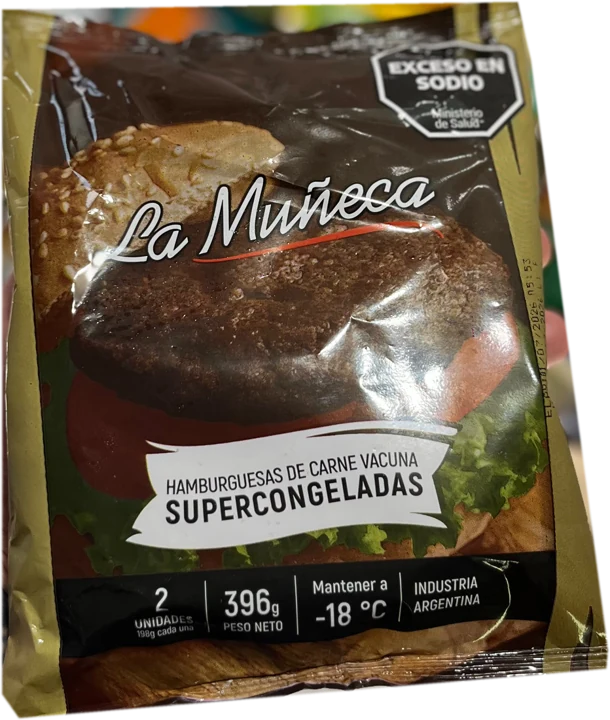 EXCESO EN
SODIO
Ministerio
de Salud
La Muñeca
HAMBURGUESAS DE CARNE VACUNA
SUPERCONGELADAS
2
UNIDADES
198g cada una
396g
PESO NETO
Mantener a
-18 °C
INDUSTRIA
ARGENTINA